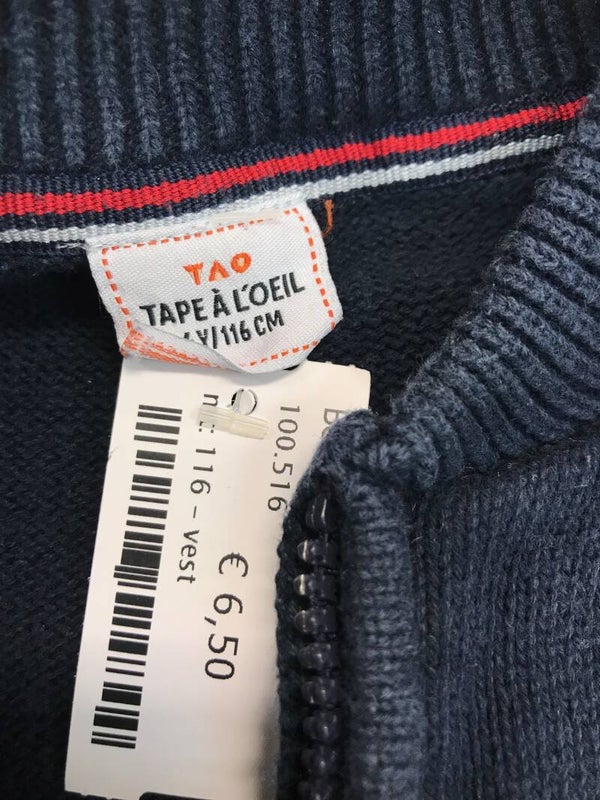 TAO
TAPE À L'OEIL
Y/116 CM
100.516
116 – vest
€ 6,50